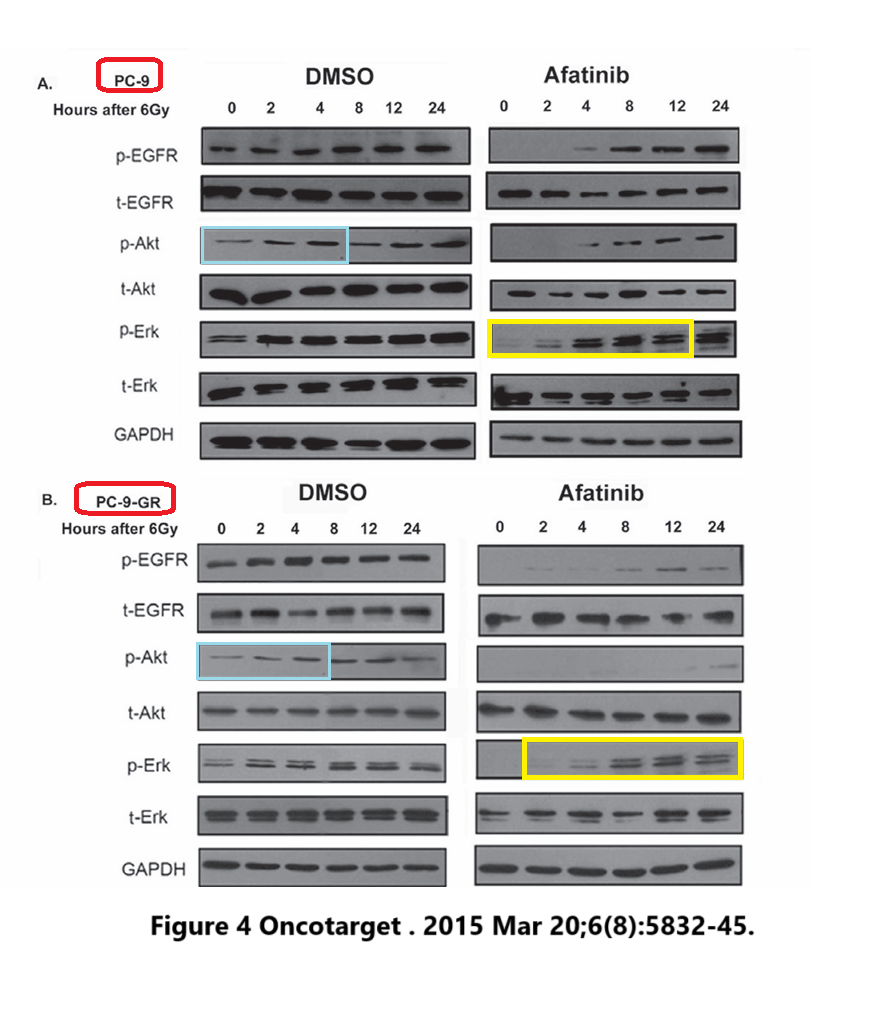 A. PC-9 DMSO Afatinib
Hours after 6Gy 0 2 4 8 12 24 0 2 4 8 12 24
p-EGFR
t-EGFR
p-Akt
t-Akt
p-Erk
t-Erk
GAPDH
B. PC-9-GR DMSO Afatinib
Hours after 6Gy 0 2 4 8 12 24 0 2 4 8 12 24
p-EGFR
t-EGFR
p-Akt
t-Akt
p-Erk
t-Erk
GAPDH
Figure 4 Oncotarget . 2015 Mar 20;6(8):5832-45.